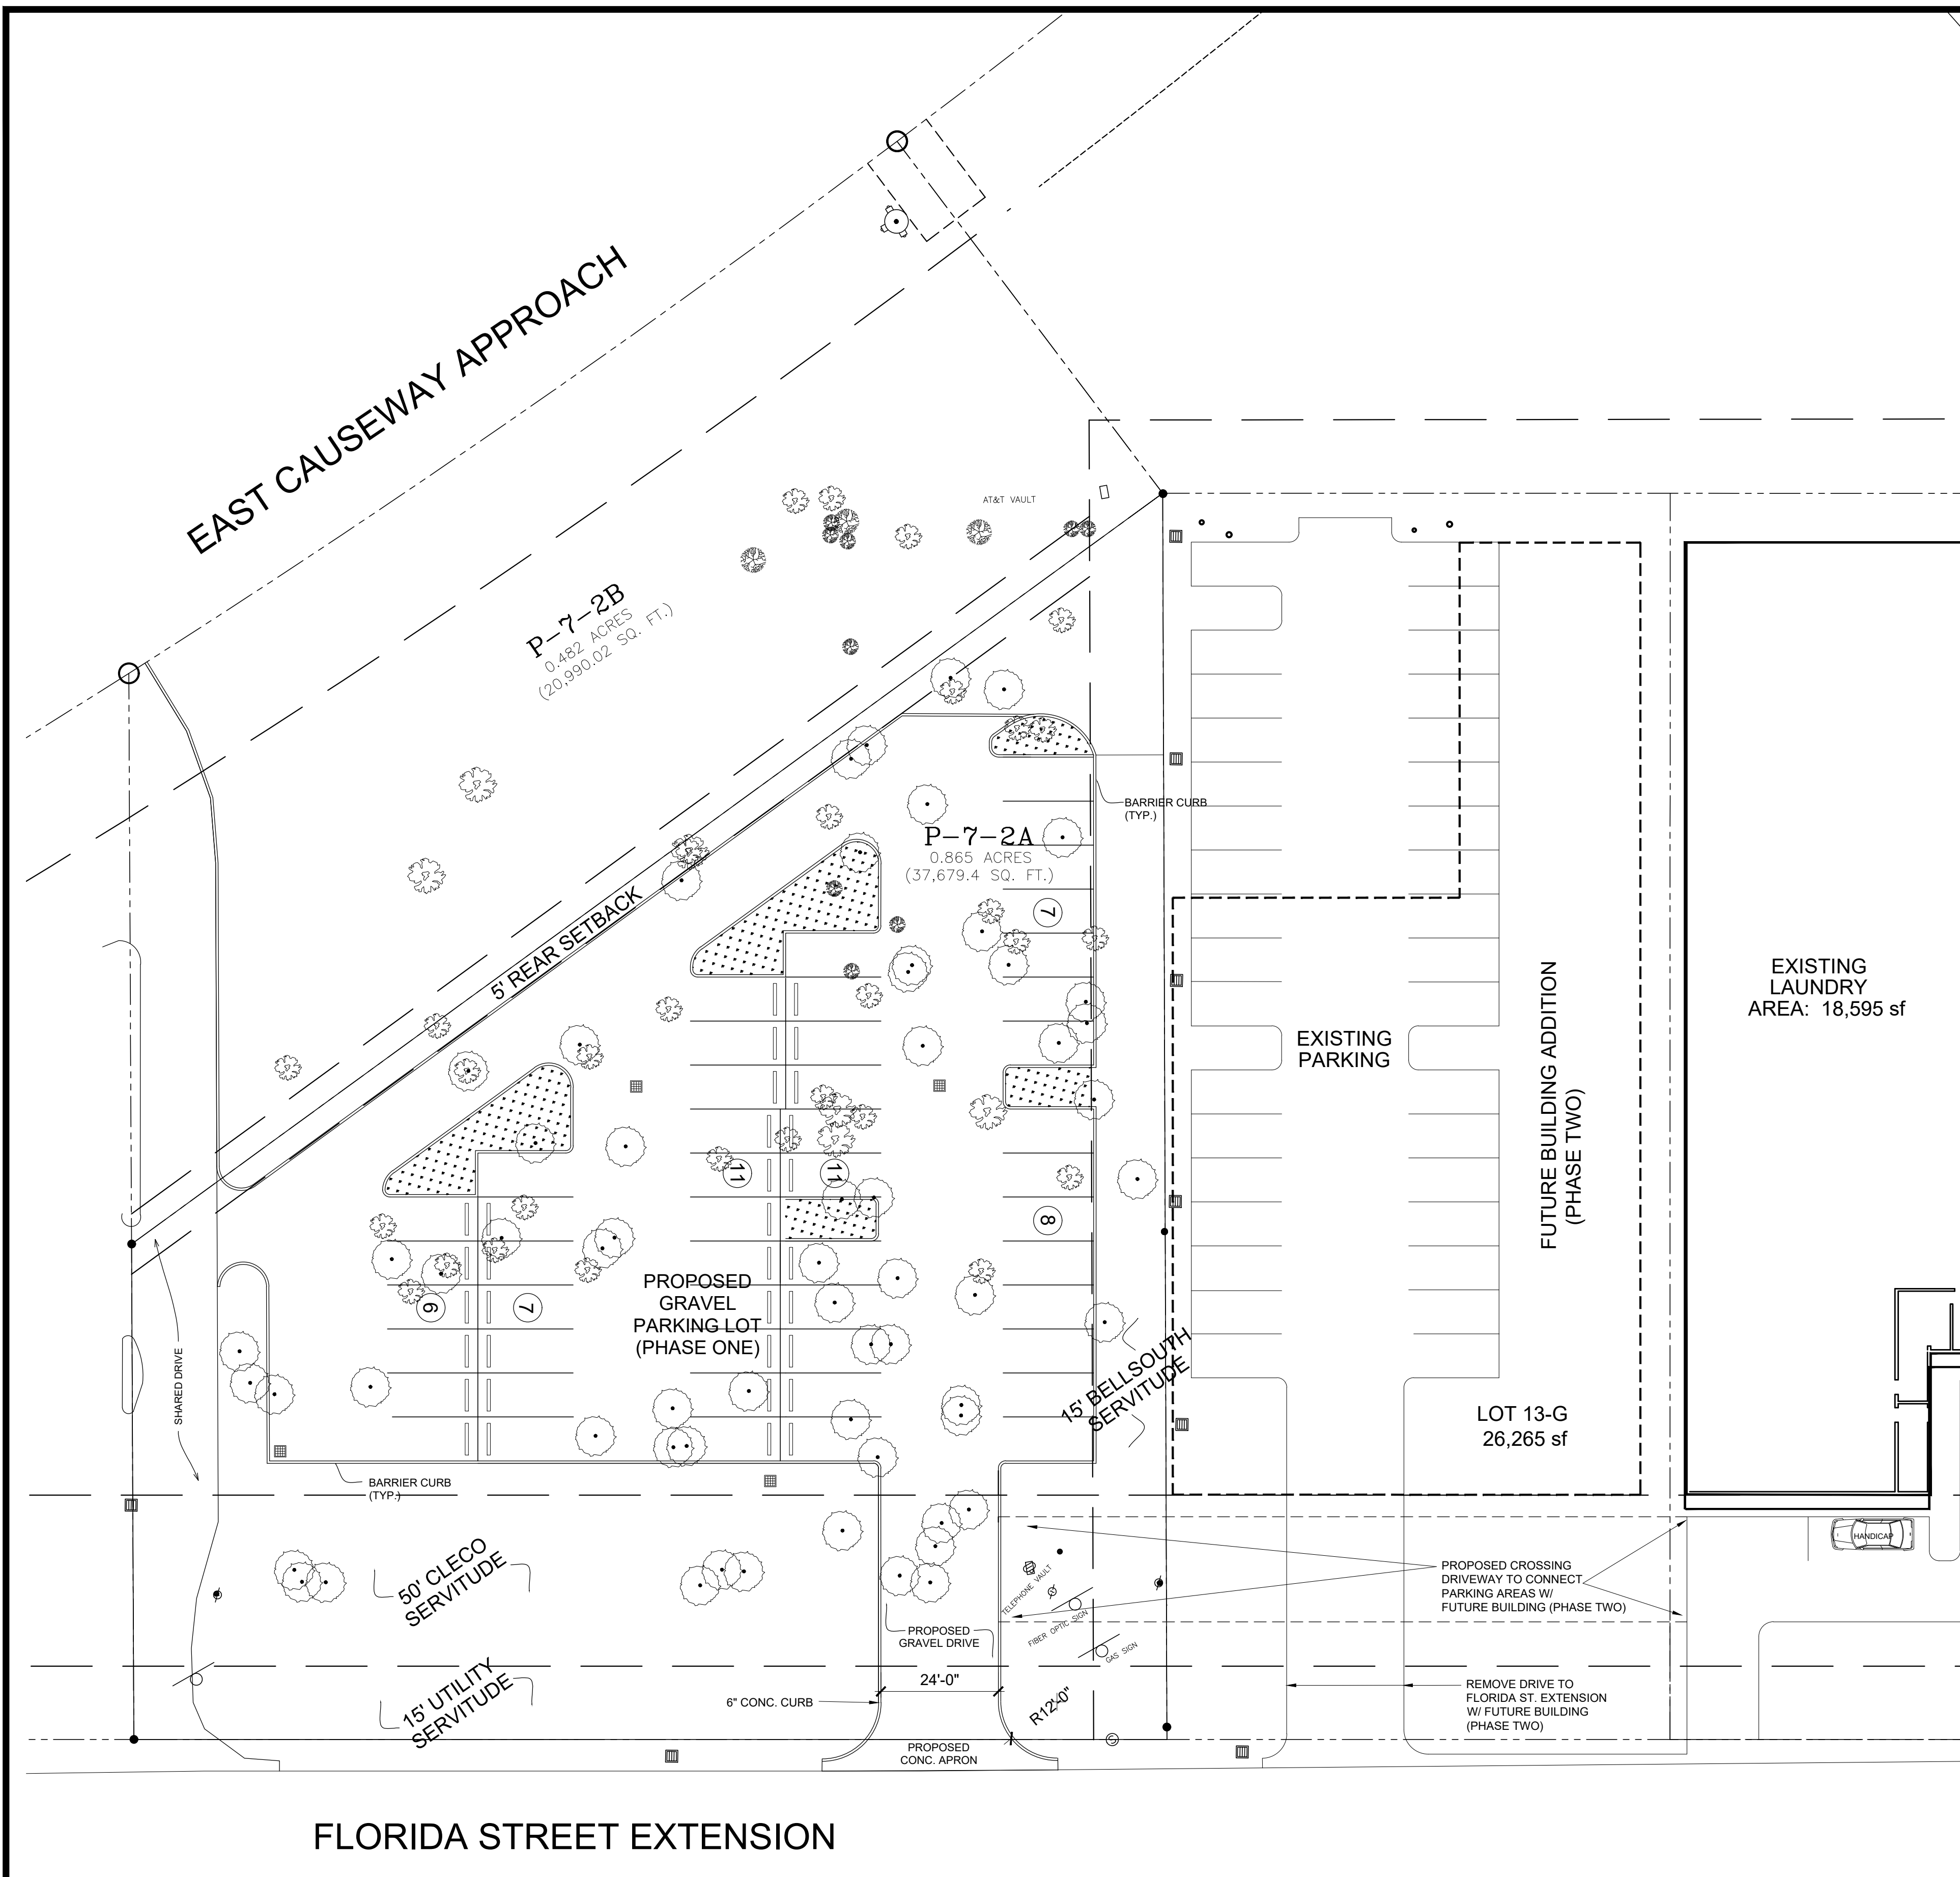 EAST CAUSEWAY APPROACH
AT&T VAULT
P-7-2B
0.482 ACRES
(20,990.02 SQ. FT.)
BARRIER CURB
(TYP.)
P-7-2A
0.865 ACRES
(37,679.4 SQ. FT.)
7
5' REAR SETBACK
EXISTING
LAUNDRY
AREA: 18,595 sf
EXISTING
PARKING
FUTURE BUILDING ADDITION
(PHASE TWO)
11
11
8
6
7
PROPOSED
GRAVEL
PARKING LOT
(PHASE ONE)
SHARED DRIVE
15' BELLSOUTH
SERVITUDE
LOT 13-G
26,265 sf
BARRIER CURB
(TYP.)
HANDICAP
50' CLECO
SERVITUDE
TELEPHONE VAULT
FIBER OPTIC SIGN
GAS SIGN
PROPOSED CROSSING
DRIVEWAY TO CONNECT
PARKING AREAS W/
FUTURE BUILDING (PHASE TWO)
PROPOSED
GRAVEL DRIVE
15' UTILITY
SERVITUDE
24'-0"
6" CONC. CURB
R12'-0"
REMOVE DRIVE TO
FLORIDA ST. EXTENSION
W/ FUTURE BUILDING
(PHASE TWO)
PROPOSED
CONC. APRON
FLORIDA STREET EXTENSION